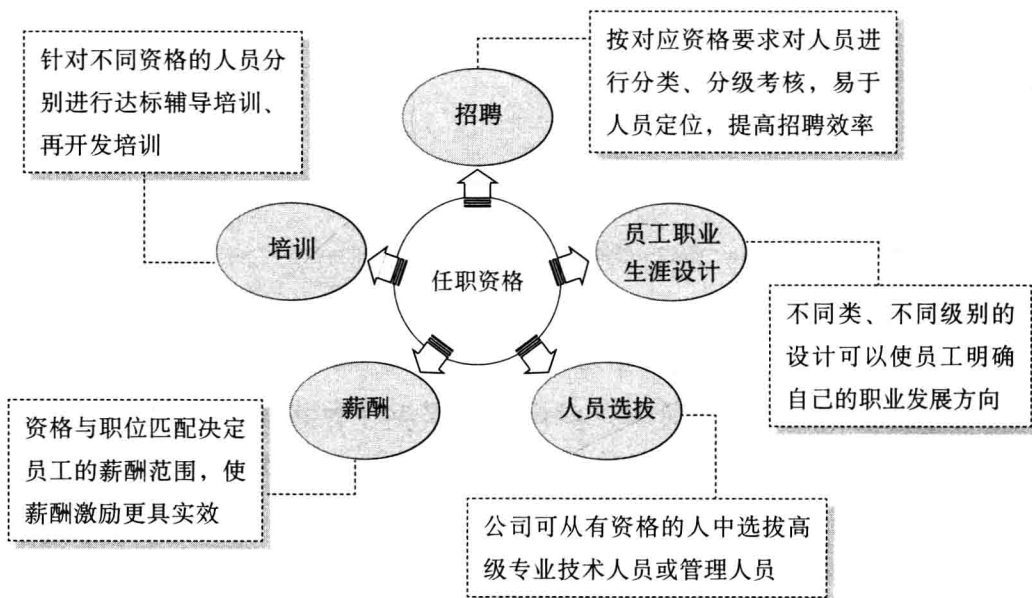 针对不同资格的人员分
别进行达标辅导培训、
再开发培训
招聘
按对应资格要求对人员进
行分类、分级考核，易于
人员定位，提高招聘效率
培训
任职资格
员工职业
生涯设计
不同类、不同级别的
设计可以使员工明确
自己的职业发展方向
薪酬
人员选拔
资格与职位匹配决定
员工的薪酬范围，使
薪酬激励更具实效
公司可从有资格的人中选拔高
级专业技术人员或管理人员